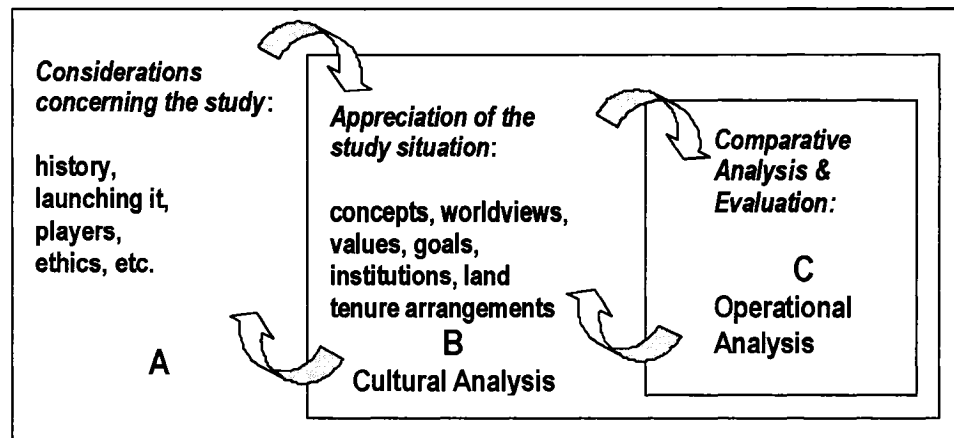 Considerations
concerning the study:
history,
launching it,
players,
ethics, etc.
A
Appreciation of the
study situation:
concepts, worldviews,
values, goals,
institutions, land
tenure arrangements
B
Cultural Analysis
Comparative
Analysis &
Evaluation:
C
Operational
Analysis